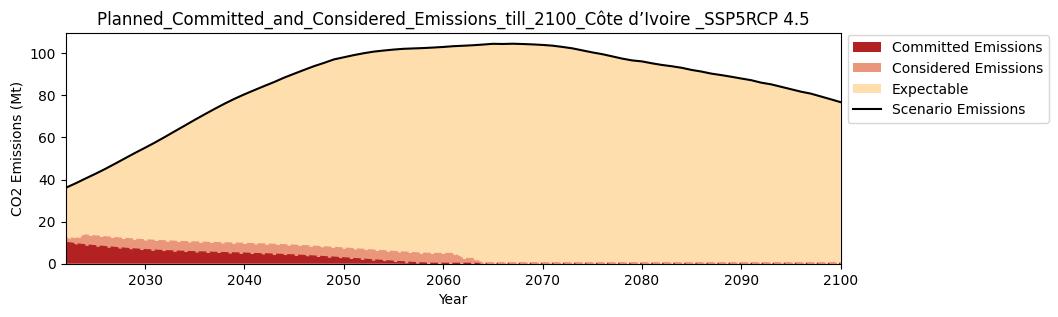 Planned_Committed_and_Considered_Emissions_till_2100_Côte d’Ivoire _SSP5RCP 4.5
CO2 Emissions (Mt)
100
80
60
40
20
0
2030
2040
2050
2060
2070
2080
2090
2100
Year
Committed Emissions
Considered Emissions
Expectable
Scenario Emissions